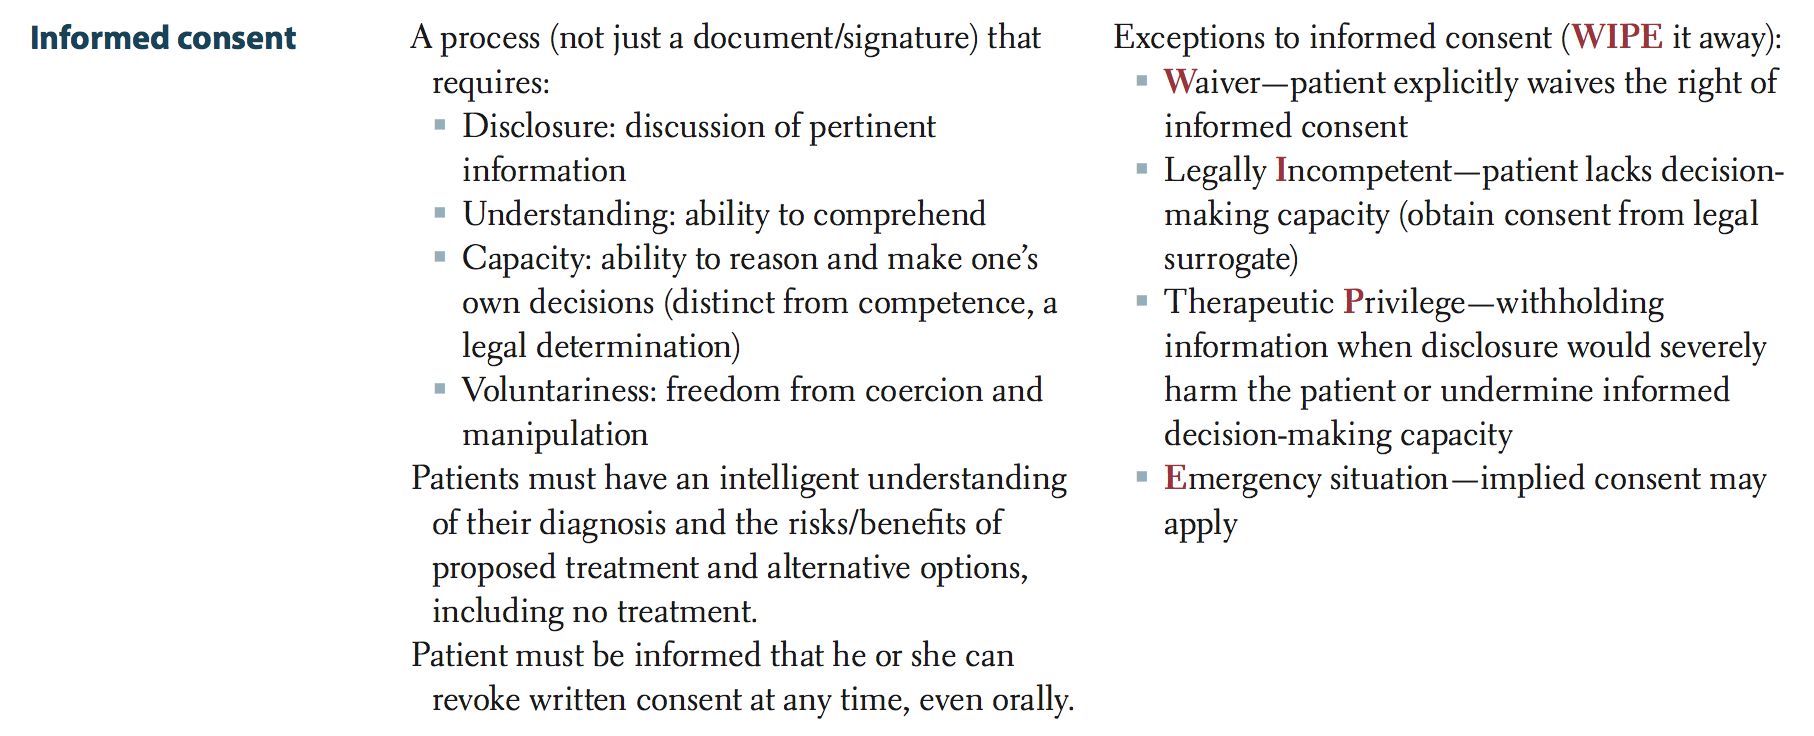 Informed consent
A process (not just a document/signature) that
requires:
▪ Disclosure: discussion of pertinent
information
▪ Understanding: ability to comprehend
▪ Capacity: ability to reason and make one’s
own decisions (distinct from competence, a
legal determination)
▪ Voluntariness: freedom from coercion and
manipulation
Patients must have an intelligent understanding
of their diagnosis and the risks/benefits of
proposed treatment and alternative options,
including no treatment.
Patient must be informed that he or she can
revoke written consent at any time, even orally.
Exceptions to informed consent (WIPE it away):
▪ Waiver—patient explicitly waives the right of
informed consent
▪ Legally Incompetent—patient lacks decision-
making capacity (obtain consent from legal
surrogate)
▪ Therapeutic Privilege—withholding
information when disclosure would severely
harm the patient or undermine informed
decision-making capacity
▪ Emergency situation—implied consent may
apply